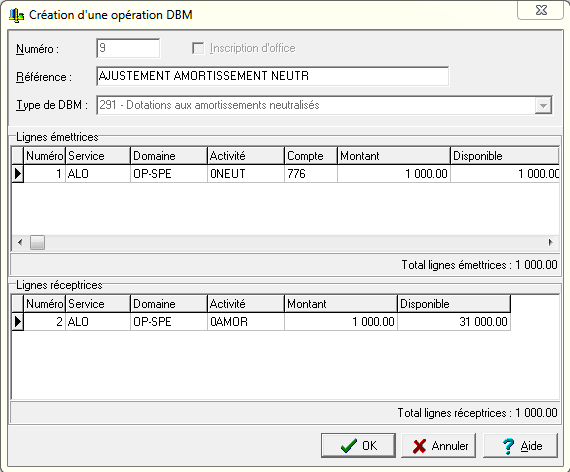 Création d'une opération DBM
Numéro : 9 Inscription d'office
Référence : AJUSTEMENT AMORTISSEMENT NEUTR
Type de DBM : 291 - Dotations aux amortissements neutralisés
Lignes émettrices
Numéro Service Domaine Activité Compte Montant Disponible
1 ALO OP-SPE 0NEUT 776 1 000.00 1 000.00
Total lignes émettrices : 1 000.00
Lignes réceptrices
Numéro Service Domaine Activité Montant Disponible
2 ALO OP-SPE 0AMOR 1 000.00 31 000.00
Total lignes réceptrices : 1 000.00
OK Annuler ? Aide